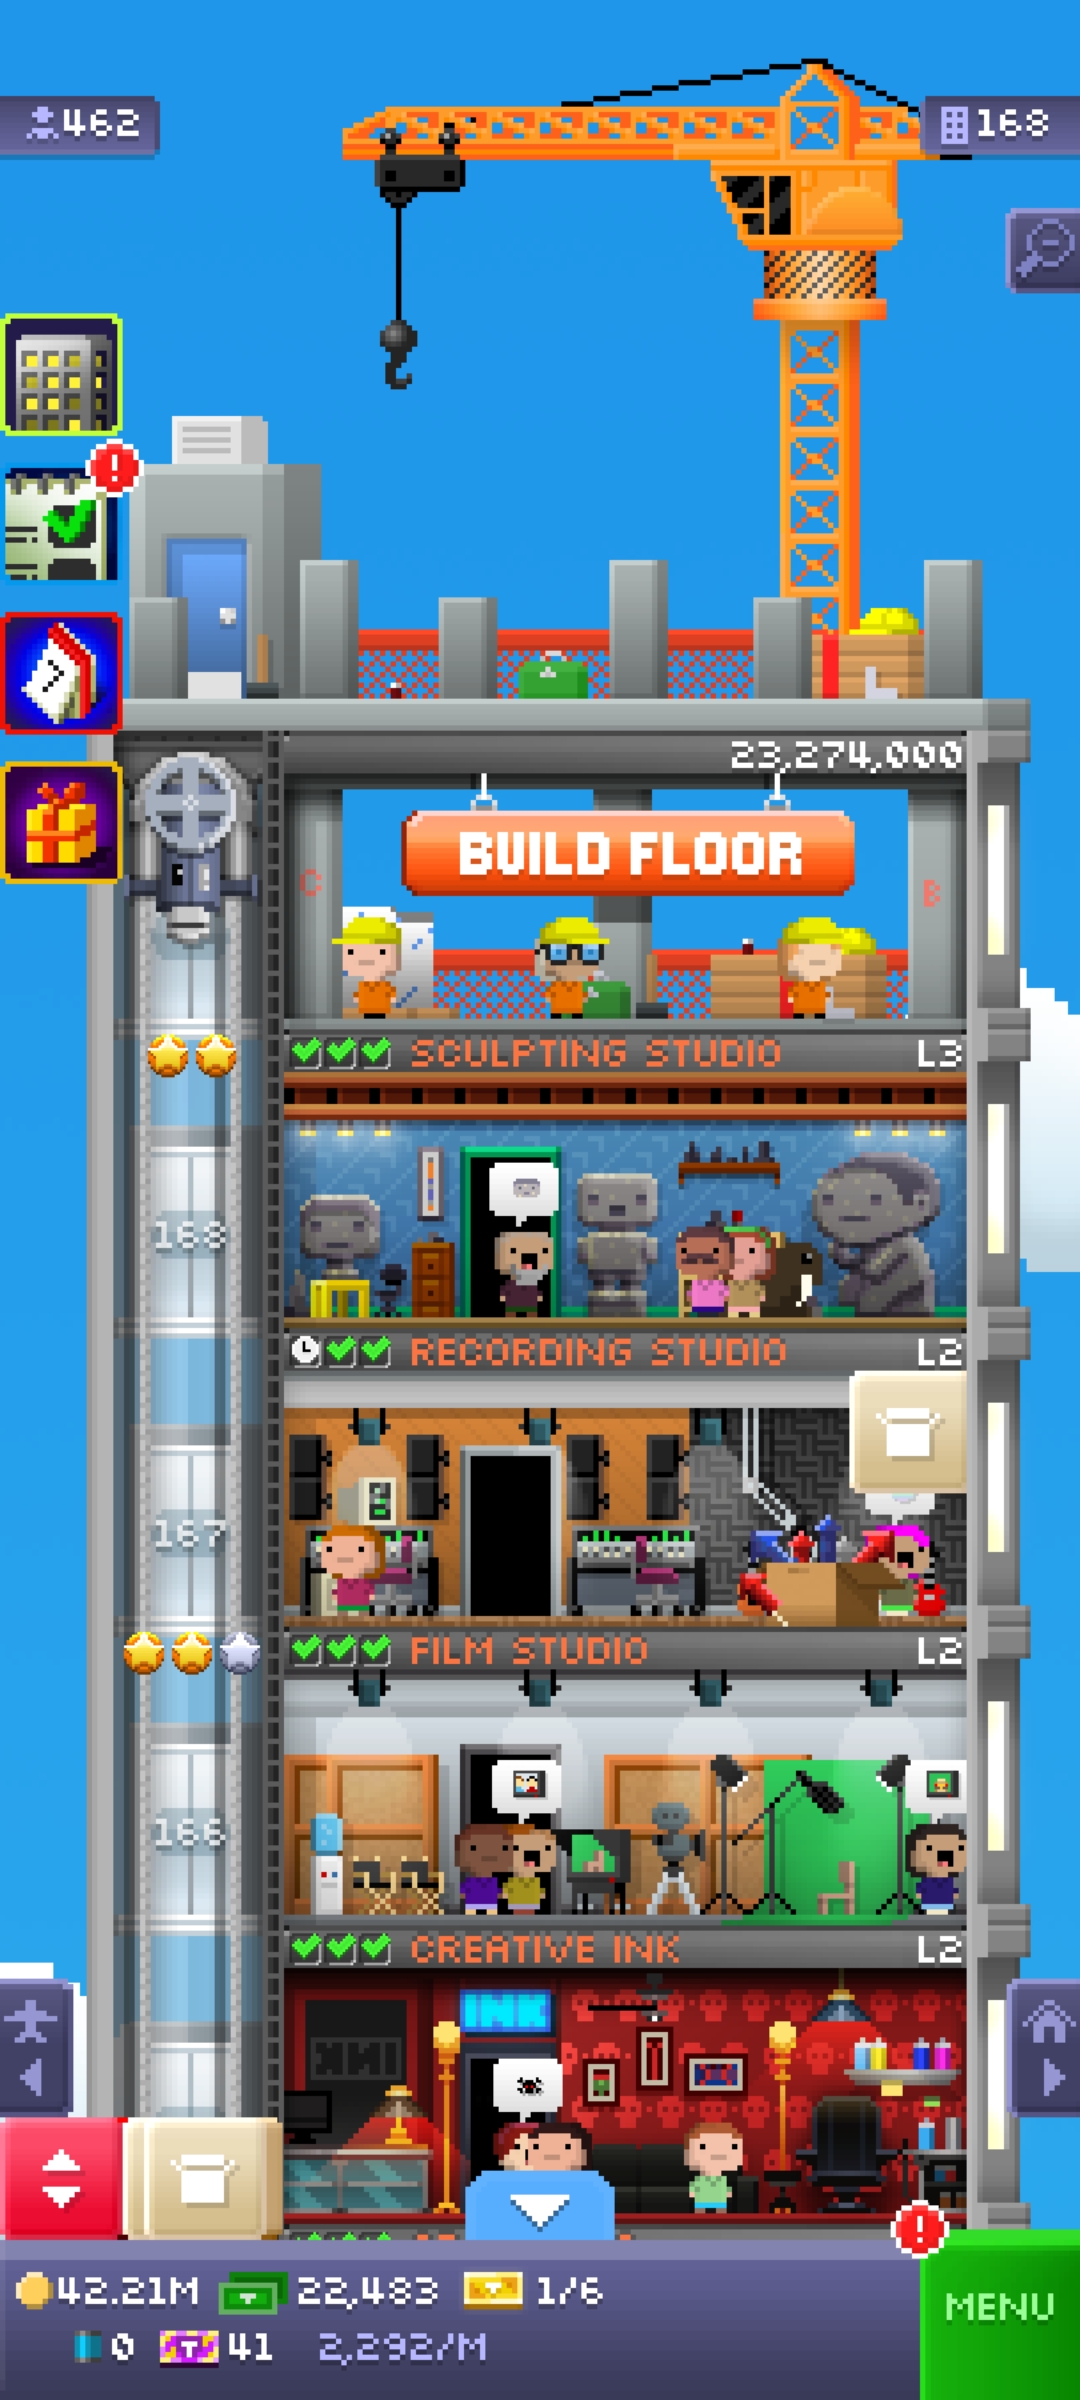 462
168
23,274,000
BUILD FLOOR
C
B
SCULPTING STUDIO L3
168
RECORDING STUDIO L2
167
FILM STUDIO L2
166
CREATIVE INK L2
INK
MENU
42.21M 22,483 1/6
0 41 2,292/M